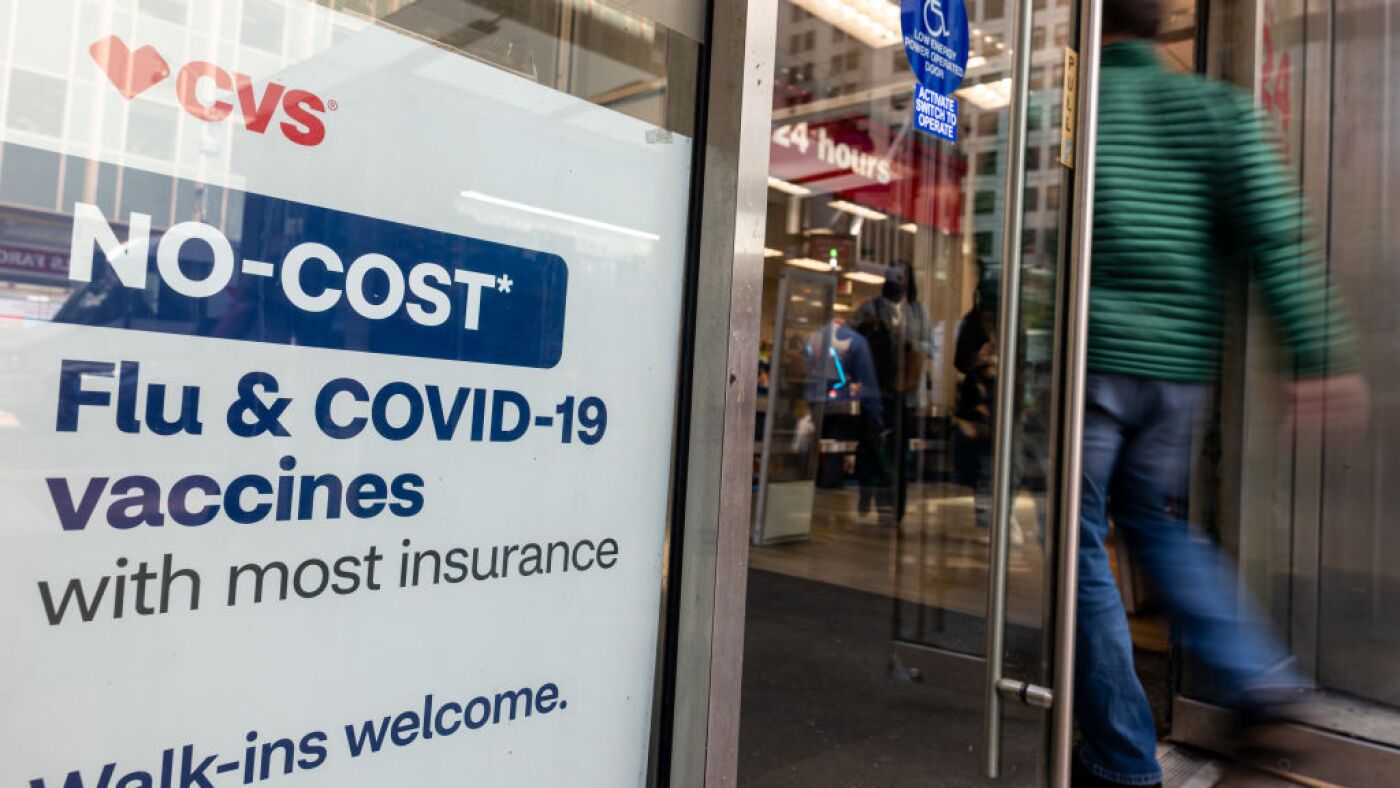 CVS®
NO-COST*
Flu & COVID-19
vaccines
with most insurance
Walk-ins welcome.
LOW ENERGY
POWER OPERATED
DOOR
ACTIVATE
SWITCH TO
OPERATE
PULL
24 hours